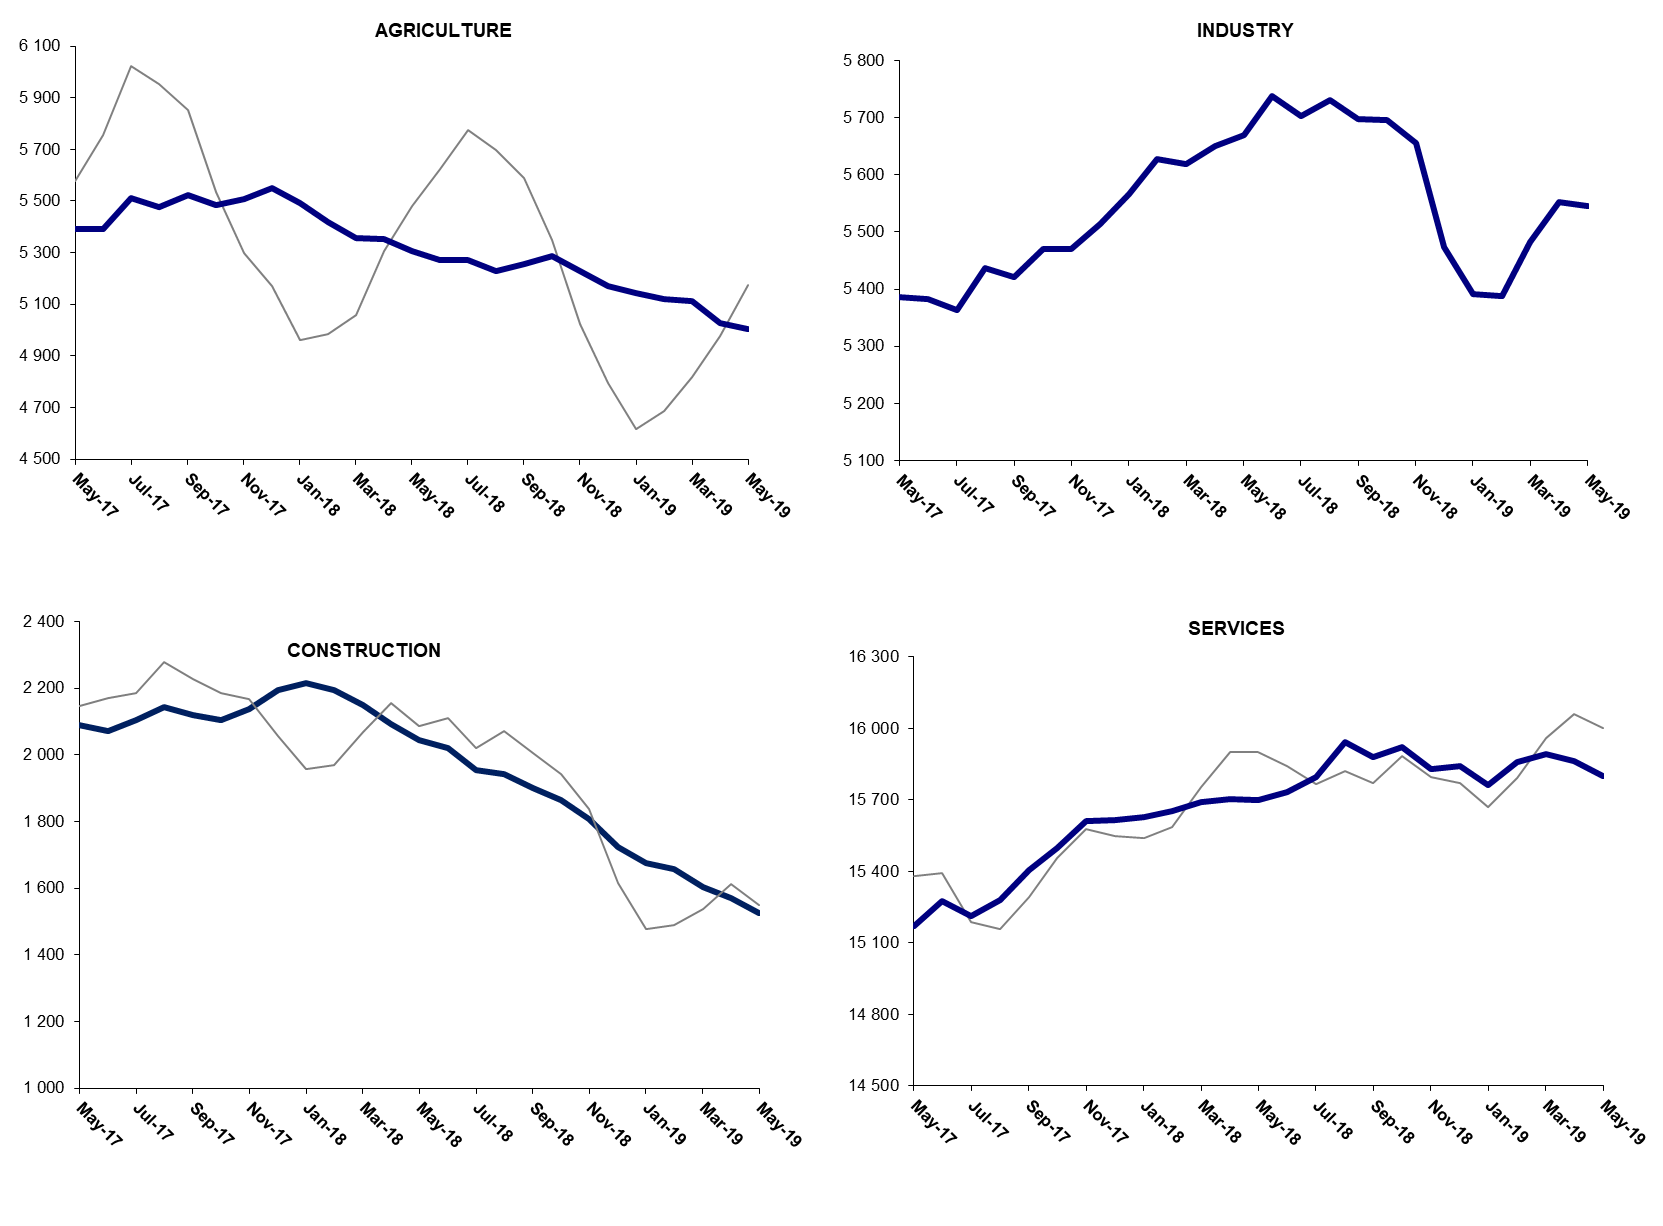 AGRICULTURE
6 100
5 900
5 700
5 500
5 300
5 100
4 900
4 700
4 500
May-17
Jul-17
Sep-17
Nov-17
Jan-18
Mar-18
May-18
Jul-18
Sep-18
Nov-18
Jan-19
Mar-19
May-19
INDUSTRY
5 800
5 700
5 600
5 500
5 400
5 300
5 200
5 100
May-17
Jul-17
Sep-17
Nov-17
Jan-18
Mar-18
May-18
Jul-18
Sep-18
Nov-18
Jan-19
Mar-19
May-19
CONSTRUCTION
2 400
2 200
2 000
1 800
1 600
1 400
1 200
1 000
May-17
Jul-17
Sep-17
Nov-17
Jan-18
Mar-18
May-18
Jul-18
Sep-18
Nov-18
Jan-19
Mar-19
May-19
SERVICES
16 300
16 000
15 700
15 400
15 100
14 800
14 500
May-17
Jul-17
Sep-17
Nov-17
Jan-18
Mar-18
May-18
Jul-18
Sep-18
Nov-18
Jan-19
Mar-19
May-19